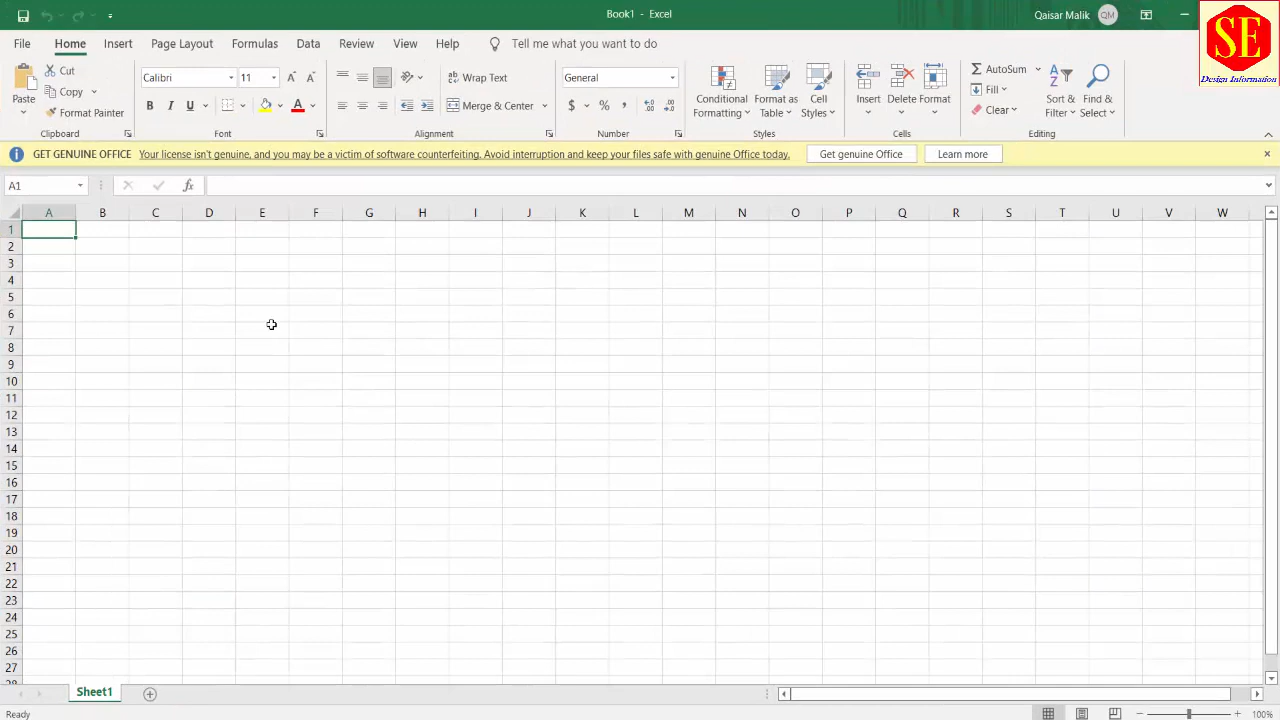 Book1 - Excel
Qaisar Malik QM
SE
Design Information
File Home Insert Page Layout Formulas Data Review View Help Tell me what you want to do
Paste
Cut
Copy
Format Painter
Clipboard
Calibri 11
B I U A
Font
Wrap Text
Merge & Center
Alignment
General
$ % ,
Number
Conditional Formatting
Format as Table
Cell Styles
Styles
Insert Delete Format
Cells
AutoSum
Fill
Clear
Sort & Filter
Find & Select
Editing
GET GENUINE OFFICE Your license isn't genuine, and you may be a victim of software counterfeiting. Avoid interruption and keep your files safe with genuine Office today. Get genuine Office Learn more
A1 fx
A B C D E F G H I J K L M N O P Q R S T U V W
1
2
3
4
5
6
7
8
9
10
11
12
13
14
15
16
17
18
19
20
21
22
23
24
25
26
27
28
Sheet1
Ready 100%